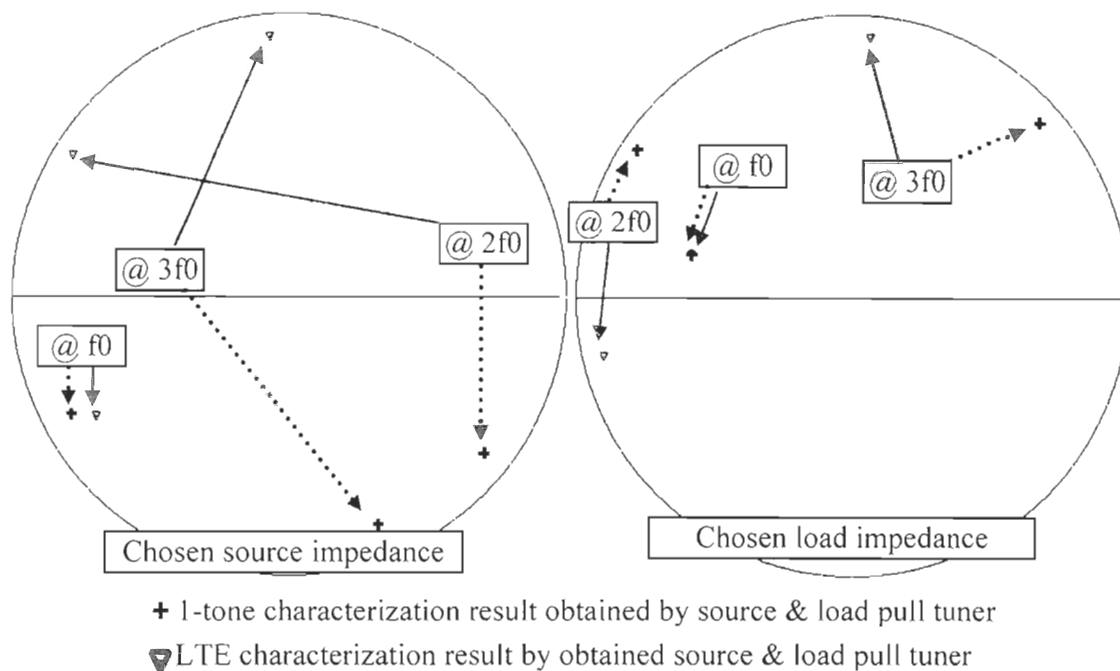 @ 3f0
@ 2f0
@ f0
Chosen source impedance
@ f0
@ 3f0
@ 2f0
Chosen load impedance
1-tone characterization result obtained by source & load pull tuner
LTE characterization result by obtained source & load pull tuner